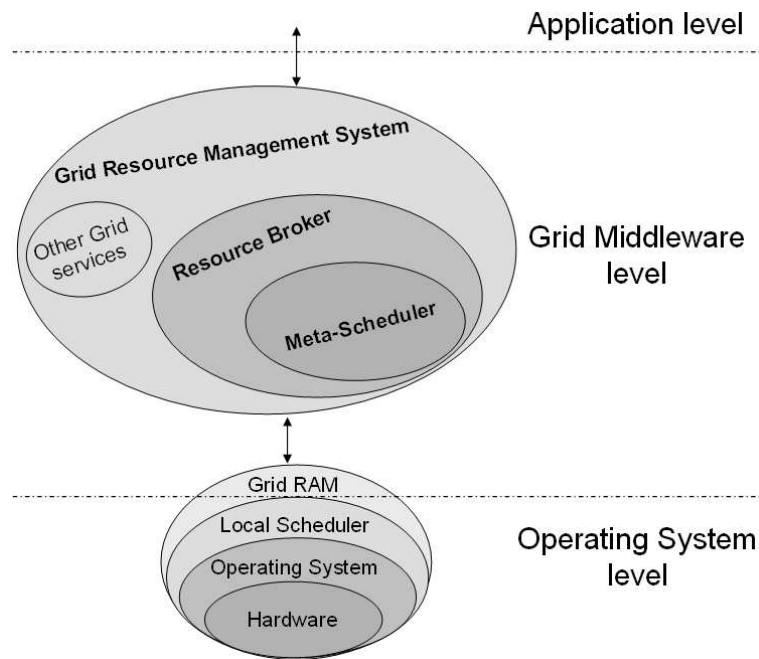 Application level
Grid Resource Management System
Other Grid
services
Resource Broker
Meta-Scheduler
Grid Middleware
level
Grid RAM
Local Scheduler
Operating System
Hardware
Operating System
level